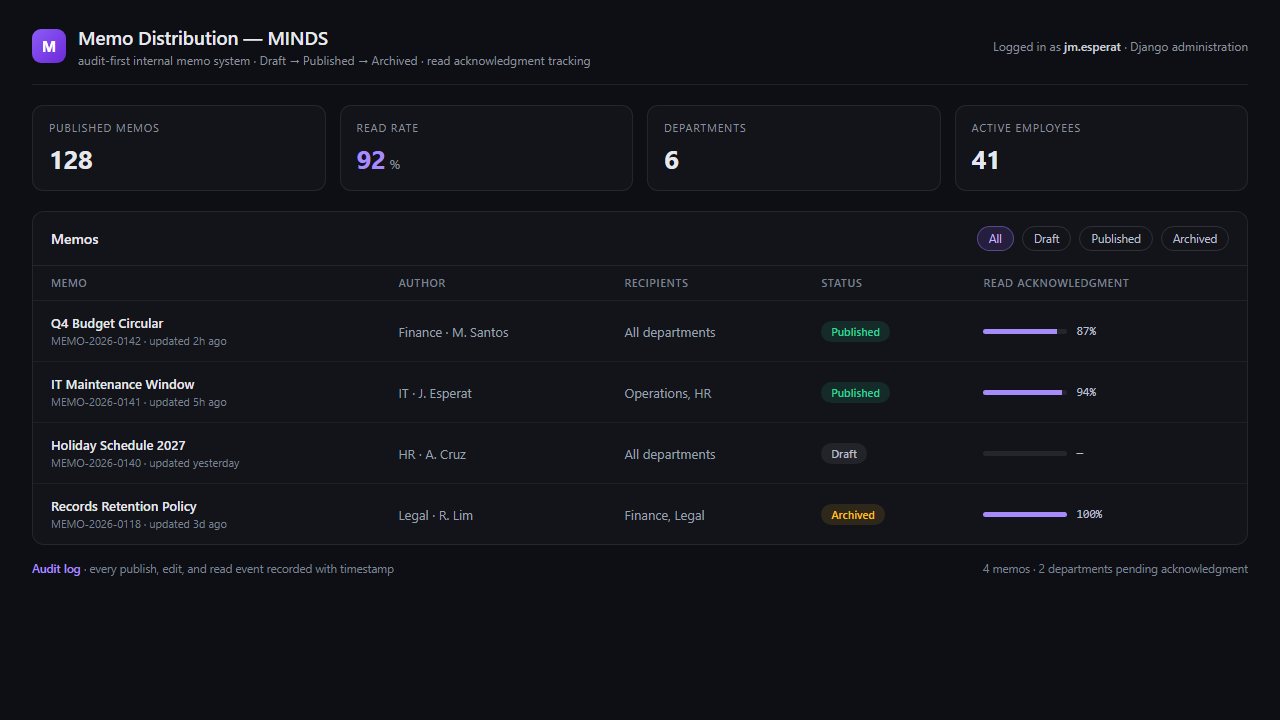 M
Memo Distribution — MINDS
audit-first internal memo system · Draft → Published → Archived · read acknowledgment tracking
Logged in as jm.esperat · Django administration
PUBLISHED MEMOS
128
READ RATE
92 %
DEPARTMENTS
6
ACTIVE EMPLOYEES
41
Memos
All Draft Published Archived
MEMO AUTHOR RECIPIENTS STATUS READ ACKNOWLEDGMENT
Q4 Budget Circular
MEMO-2026-0142 · updated 2h ago
Finance · M. Santos
All departments
Published
87%
IT Maintenance Window
MEMO-2026-0141 · updated 5h ago
IT · J. Esperat
Operations, HR
Published
94%
Holiday Schedule 2027
MEMO-2026-0140 · updated yesterday
HR · A. Cruz
All departments
Draft
—
Records Retention Policy
MEMO-2026-0118 · updated 3d ago
Legal · R. Lim
Finance, Legal
Archived
100%
Audit log · every publish, edit, and read event recorded with timestamp
4 memos · 2 departments pending acknowledgment